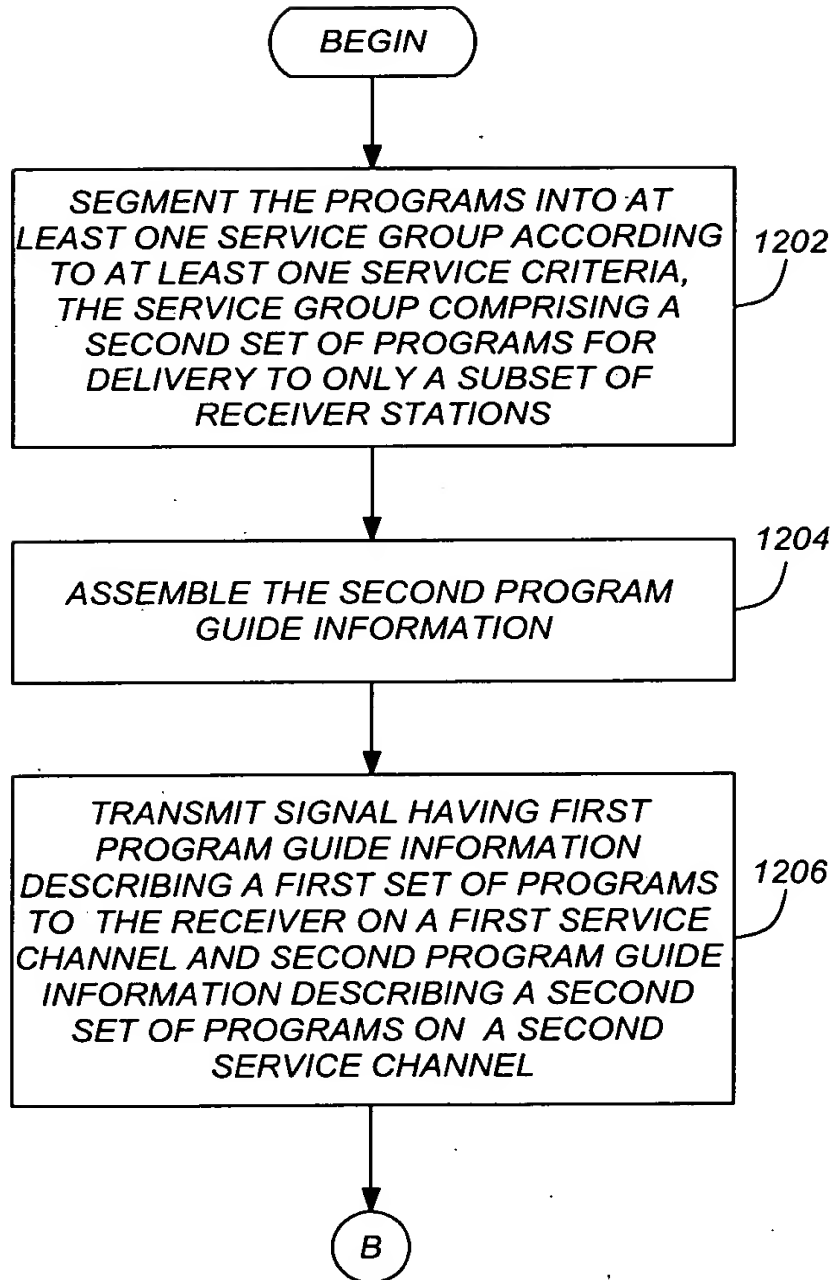 BEGIN
SEGMENT THE PROGRAMS INTO AT
LEAST ONE SERVICE GROUP ACCORDING
TO AT LEAST ONE SERVICE CRITERIA,
THE SERVICE GROUP COMPRISING A
SECOND SET OF PROGRAMS FOR
DELIVERY TO ONLY A SUBSET OF
RECEIVER STATIONS
1202
ASSEMBLE THE SECOND PROGRAM
GUIDE INFORMATION
1204
TRANSMIT SIGNAL HAVING FIRST
PROGRAM GUIDE INFORMATION
DESCRIBING A FIRST SET OF PROGRAMS
TO THE RECEIVER ON A FIRST SERVICE
CHANNEL AND SECOND PROGRAM GUIDE
INFORMATION DESCRIBING A SECOND
SET OF PROGRAMS ON A SECOND
SERVICE CHANNEL
1206
B